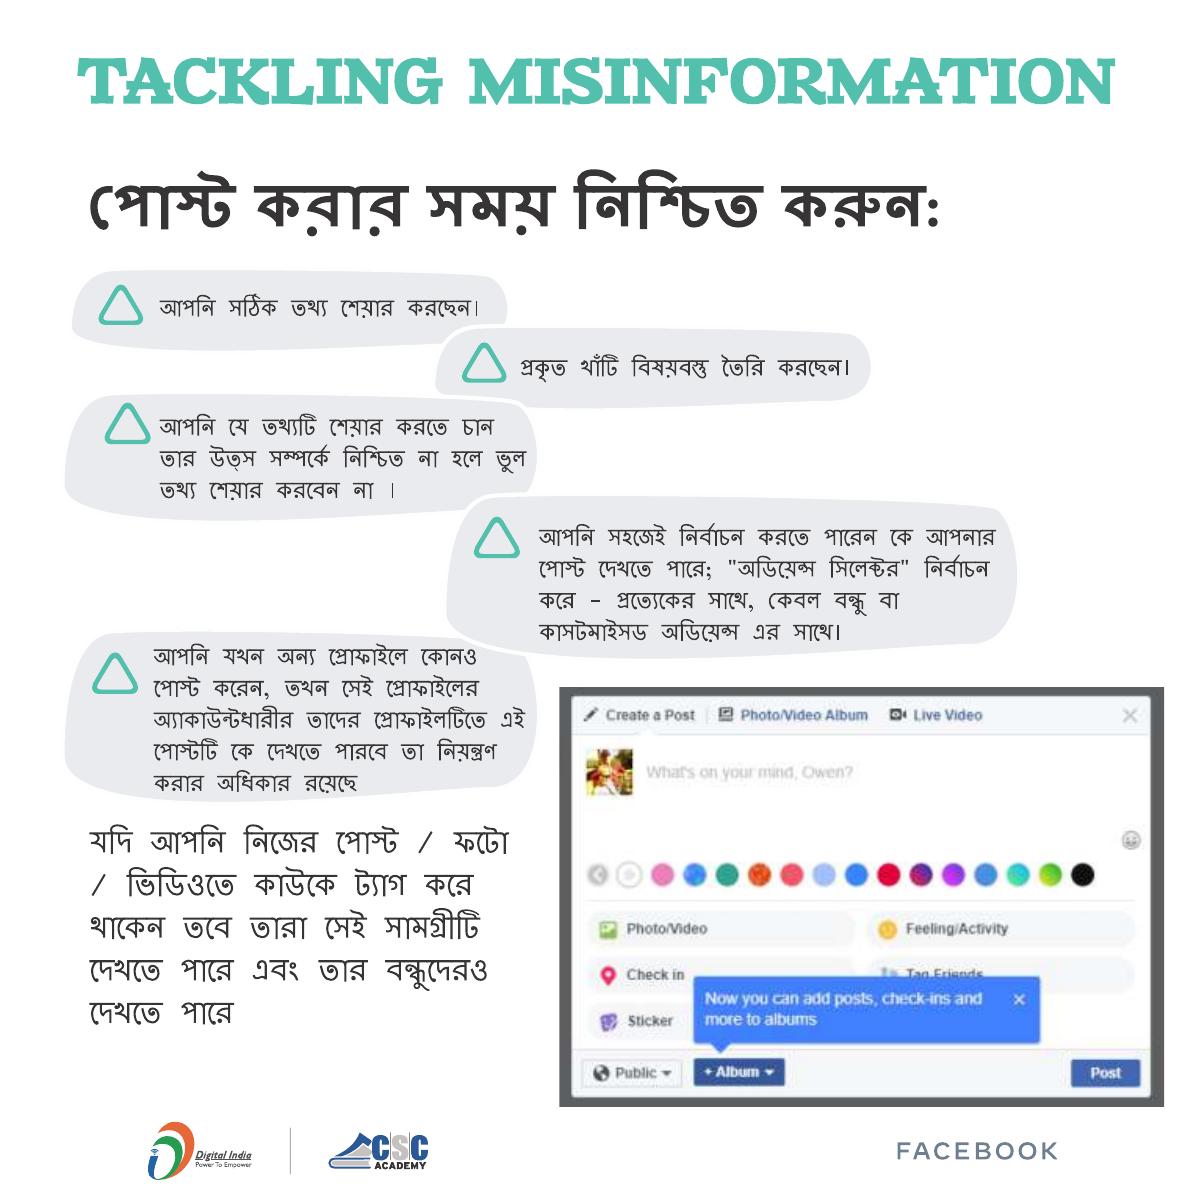 TACKLING MISINFORMATION
পোস্ট করার সময় নিশ্চিত করুন:
আপনি সঠিক তথ্য শেয়ার করছেন।
প্রকৃত খাঁটি বিষয়বস্তু তৈরি করছেন।
আপনি যে তথ্যটি শেয়ার করতে চান
তার উত্স সম্পর্কে নিশ্চিত না হলে ভুল
তথ্য শেয়ার করবেন না ।
আপনি সহজেই নির্বাচন করতে পারেন কে আপনার
পোস্ট দেখতে পারে; "অডিয়েন্স সিলেক্টর" নির্বাচন
করে – প্রত্যেকের সাথে, কেবল বন্ধু বা
কাসটমাইসড অডিয়েন্স এর সাথে।
আপনি যখন অন্য প্রোফাইলে কোনও
পোস্ট করেন, তখন সেই প্রোফাইলের
অ্যাকাউন্টধারীর তাদের প্রোফাইলটিতে এই
পোস্টটি কে দেখতে পারবে তা নিয়ন্ত্রণ
করার অধিকার রয়েছে
যদি আপনি নিজের পোস্ট / ফটো
/ ভিডিওতে কাউকে ট্যাগ করে
থাকেন তবে তারা সেই সামগ্রীটি
দেখতে পারে এবং তার বন্ধুদেরও
দেখতে পারে
Create a Post Photo/Video Album Live Video
What's on your mind, Owen?
Photo/Video Feeling/Activity
Check in Tag Friends
Now you can add posts, check-ins and
more to albums
Sticker
Public + Album Post
Digital India
Power To Empower
CSC
ACADEMY
FACEBOOK